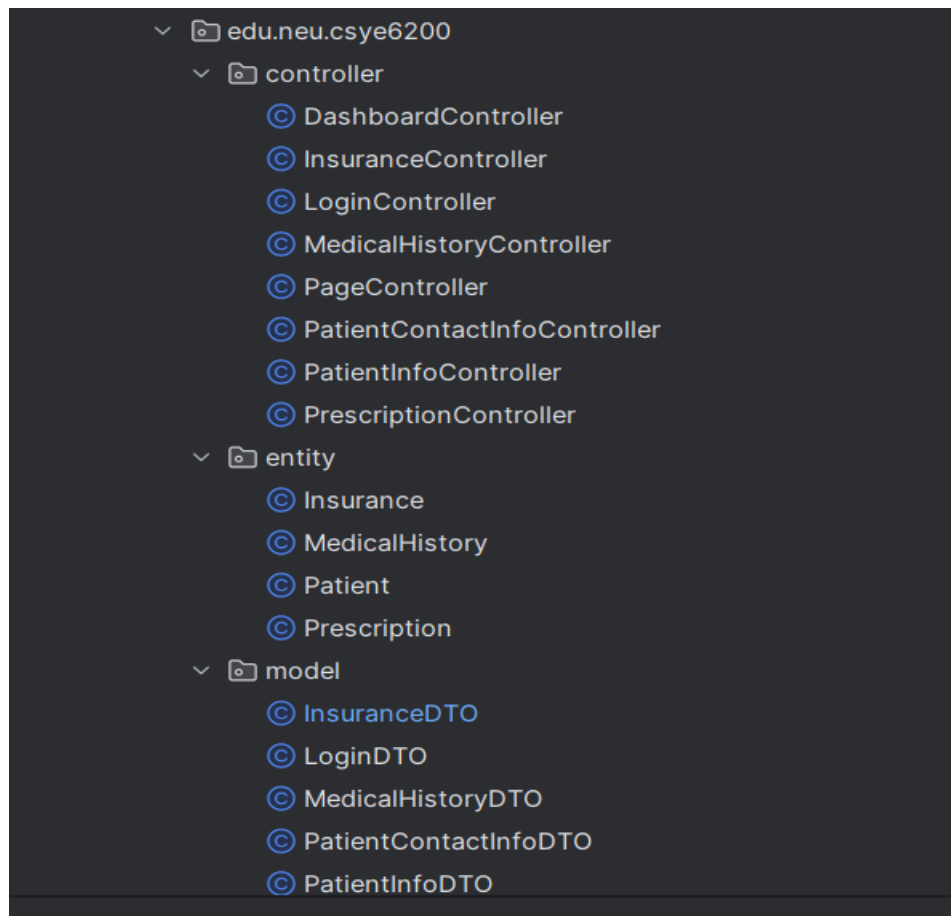 edu.neu.csye6200
controller
DashboardController
InsuranceController
LoginController
MedicalHistoryController
PageController
PatientContactInfoController
PatientInfoController
PrescriptionController
entity
Insurance
MedicalHistory
Patient
Prescription
model
InsuranceDTO
LoginDTO
MedicalHistoryDTO
PatientContactInfoDTO
PatientInfoDTO